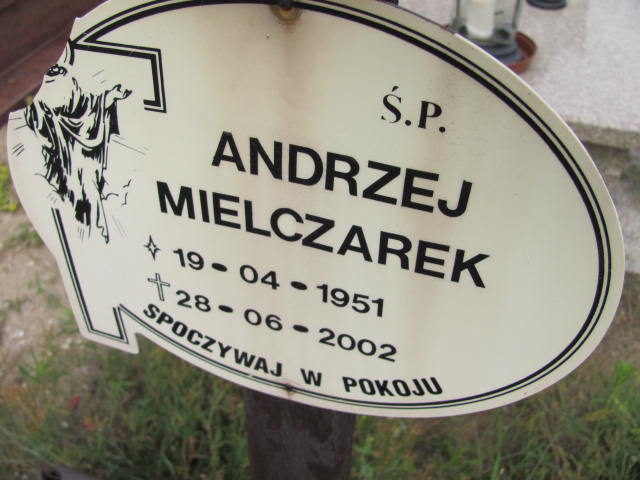 Ś.P.
ANDRZEJ
MIELCZAREK
19 • 04 • 1951
28 • 06 • 2002
SPOCZYWAJ W POKOJU